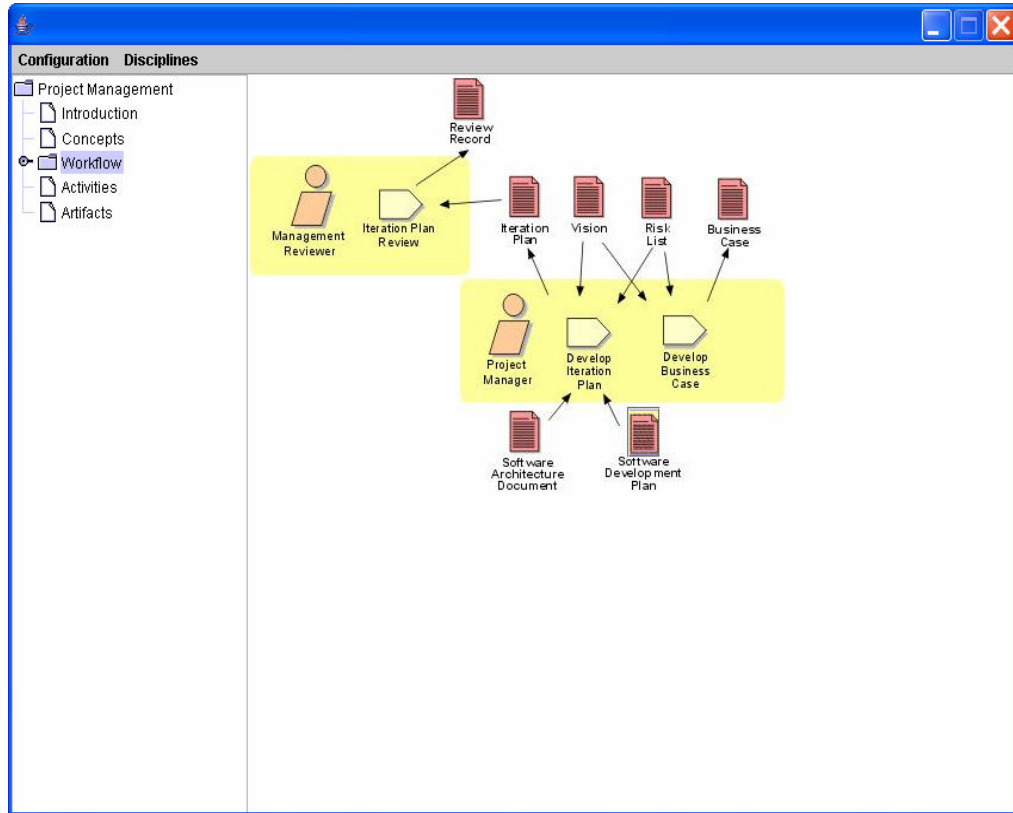 Configuration Disciplines
Project Management
Introduction
Concepts
Workflow
Activities
Artifacts
Review
Record
Management
Reviewer
Iteration Plan
Review
Iteration
Plan
Vision
Risk
List
Business
Case
Project
Manager
Develop
Iteration
Plan
Develop
Business
Case
Software
Architecture
Document
Software
Development
Plan